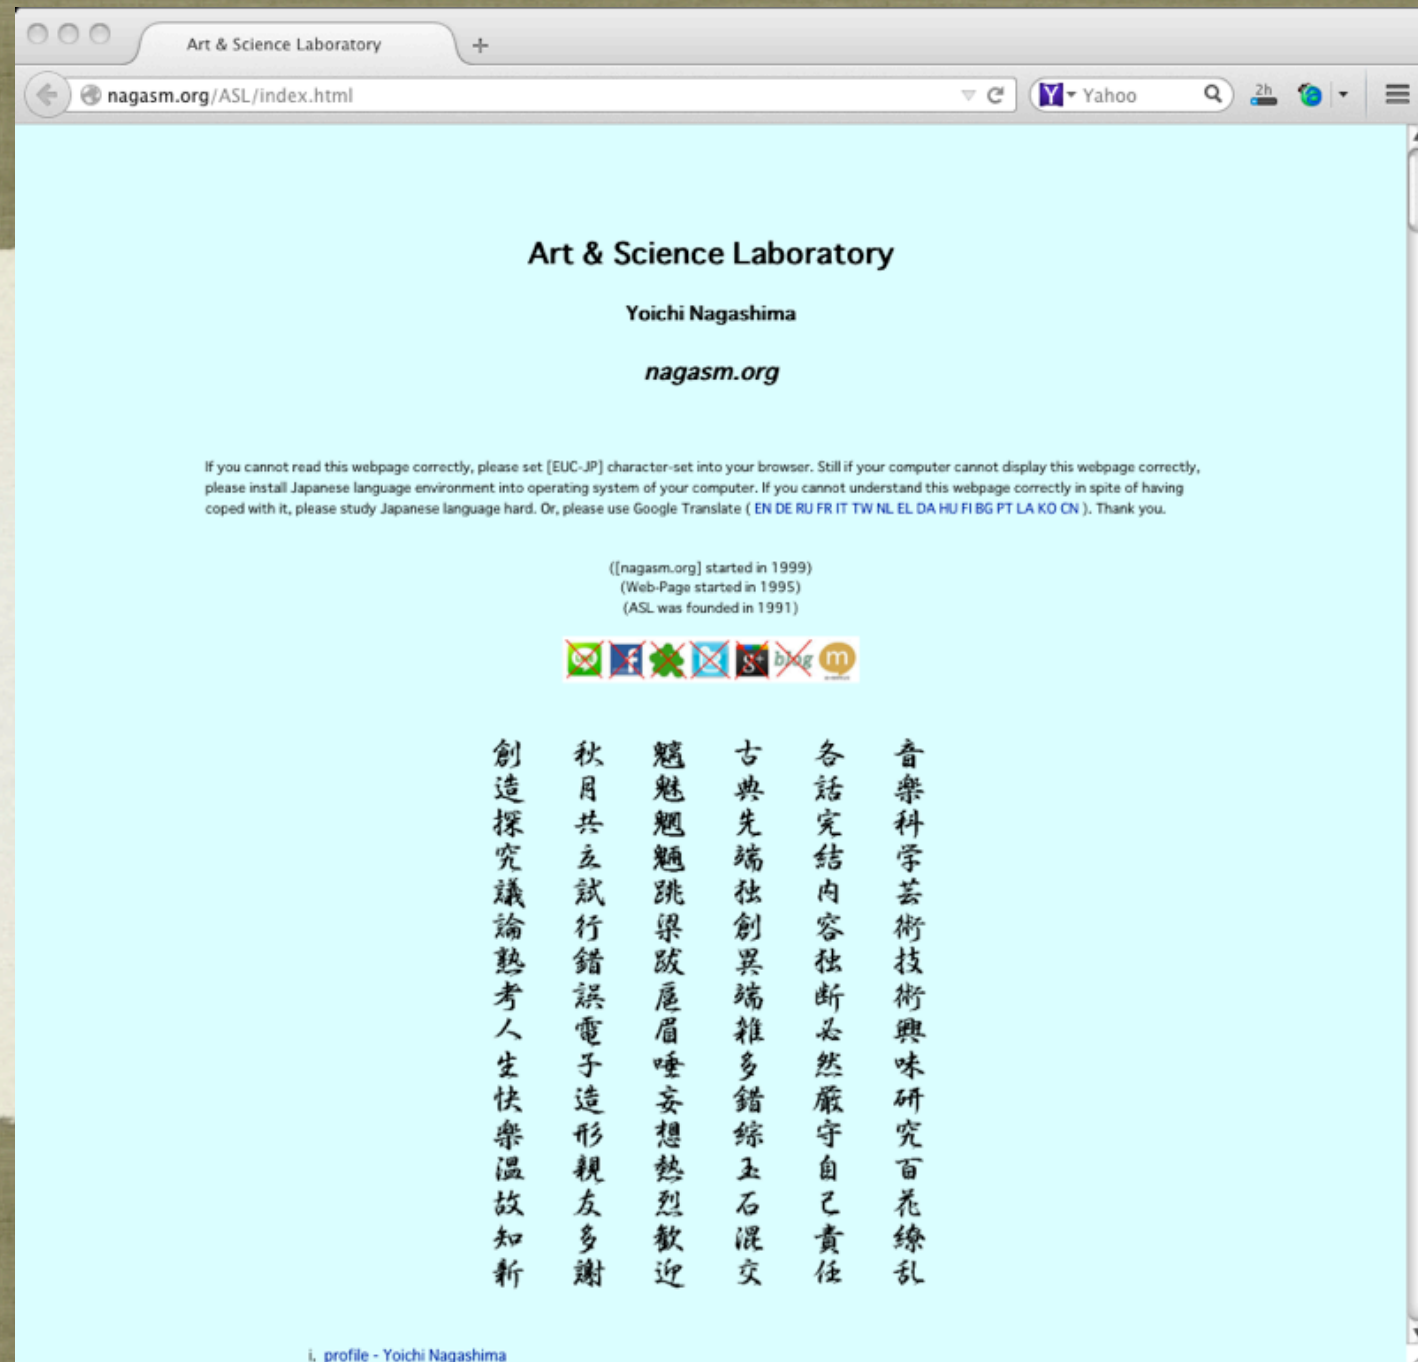 Art & Science Laboratory
nagasm.org/ASL/index.html
Yahoo
2h
Art & Science Laboratory
Yoichi Nagashima
nagasm.org
If you cannot read this webpage correctly, please set [EUC-JP] character-set into your browser. Still if your computer cannot display this webpage correctly,
please install Japanese language environment into operating system of your computer. If you cannot understand this webpage correctly in spite of having
coped with it, please study Japanese language hard. Or, please use Google Translate ( EN DE RU FR IT TW NL EL DA HU FI BG PT LA KO CN ). Thank you.
([nagasm.org] started in 1999)
(Web-Page started in 1995)
(ASL was founded in 1991)
g+ blog m
音楽科学芸術技術興味研究百花繚乱
各話完結内容独断必然厳守自己責任
古典先端独創異端雑多錯綜玉石混交
魑魅魍魎跳梁跋扈眉唾妄想熱烈歓迎
秋月共立試行錯誤電子造形親友多謝
創造探究議論熟考人生快楽温故知新
i. profile - Yoichi Nagashima